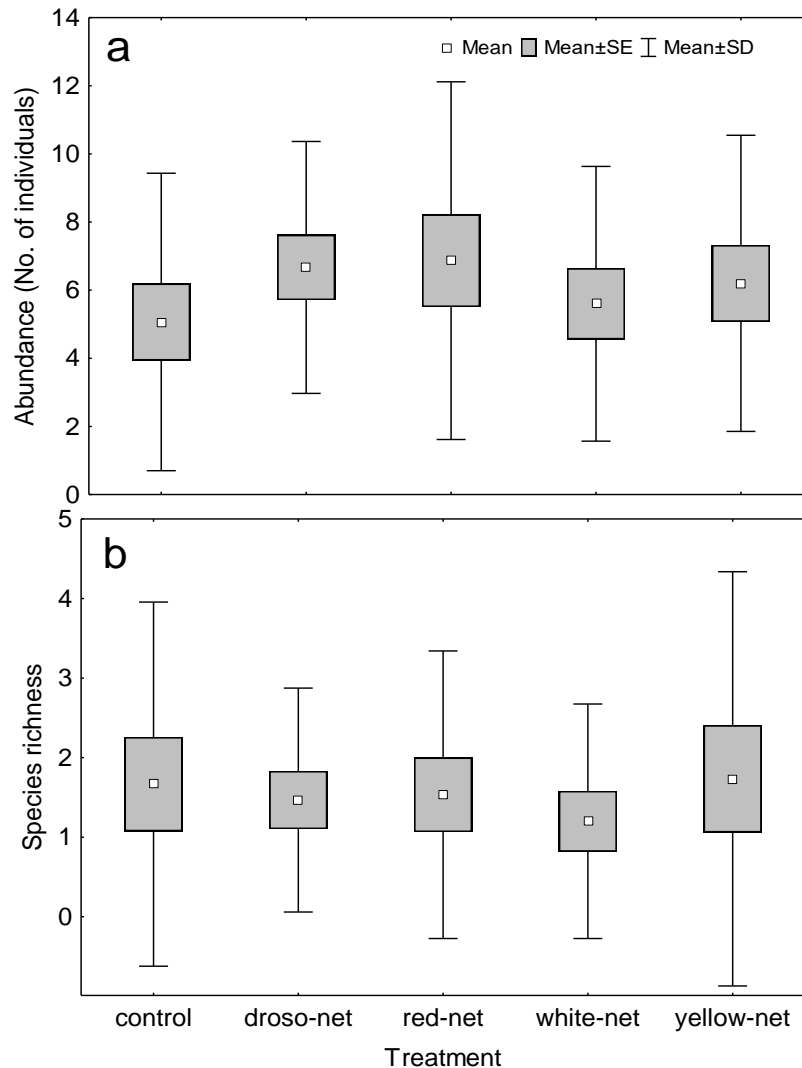 14
12
10
8
6
4
2
0
Abundance (No. of individuals)
a
Mean Mean±SE Mean±SD
5
4
3
2
1
0
Species richness
b
control droso-net red-net white-net yellow-net
Treatment